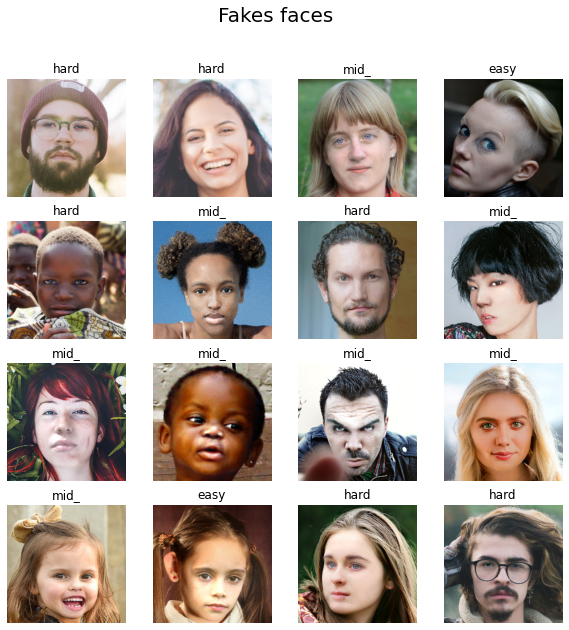 Fakes faces
hard hard mid_ easy
hard mid_ hard mid_
mid_ mid_ mid_ mid_
mid_ easy hard hard